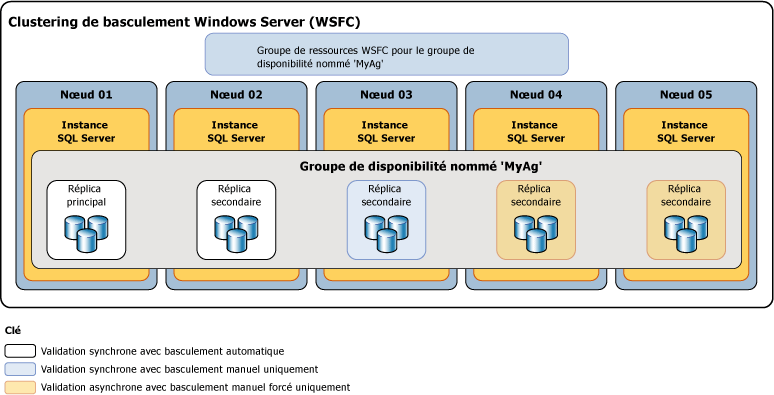 Clustering de basculement Windows Server (WSFC)
Groupe de ressources WSFC pour le groupe de
disponibilité nommé 'MyAg'
Nœud 01
Nœud 02
Nœud 03
Nœud 04
Nœud 05
Instance
SQL Server
Instance
SQL Server
Instance
SQL Server
Instance
SQL Server
Instance
SQL Server
Groupe de disponibilité nommé 'MyAg'
Réplica
principal
Réplica
secondaire
Réplica
secondaire
Réplica
secondaire
Réplica
secondaire
Clé
Validation synchrone avec basculement automatique
Validation synchrone avec basculement manuel uniquement
Validation asynchrone avec basculement manuel forcé uniquement